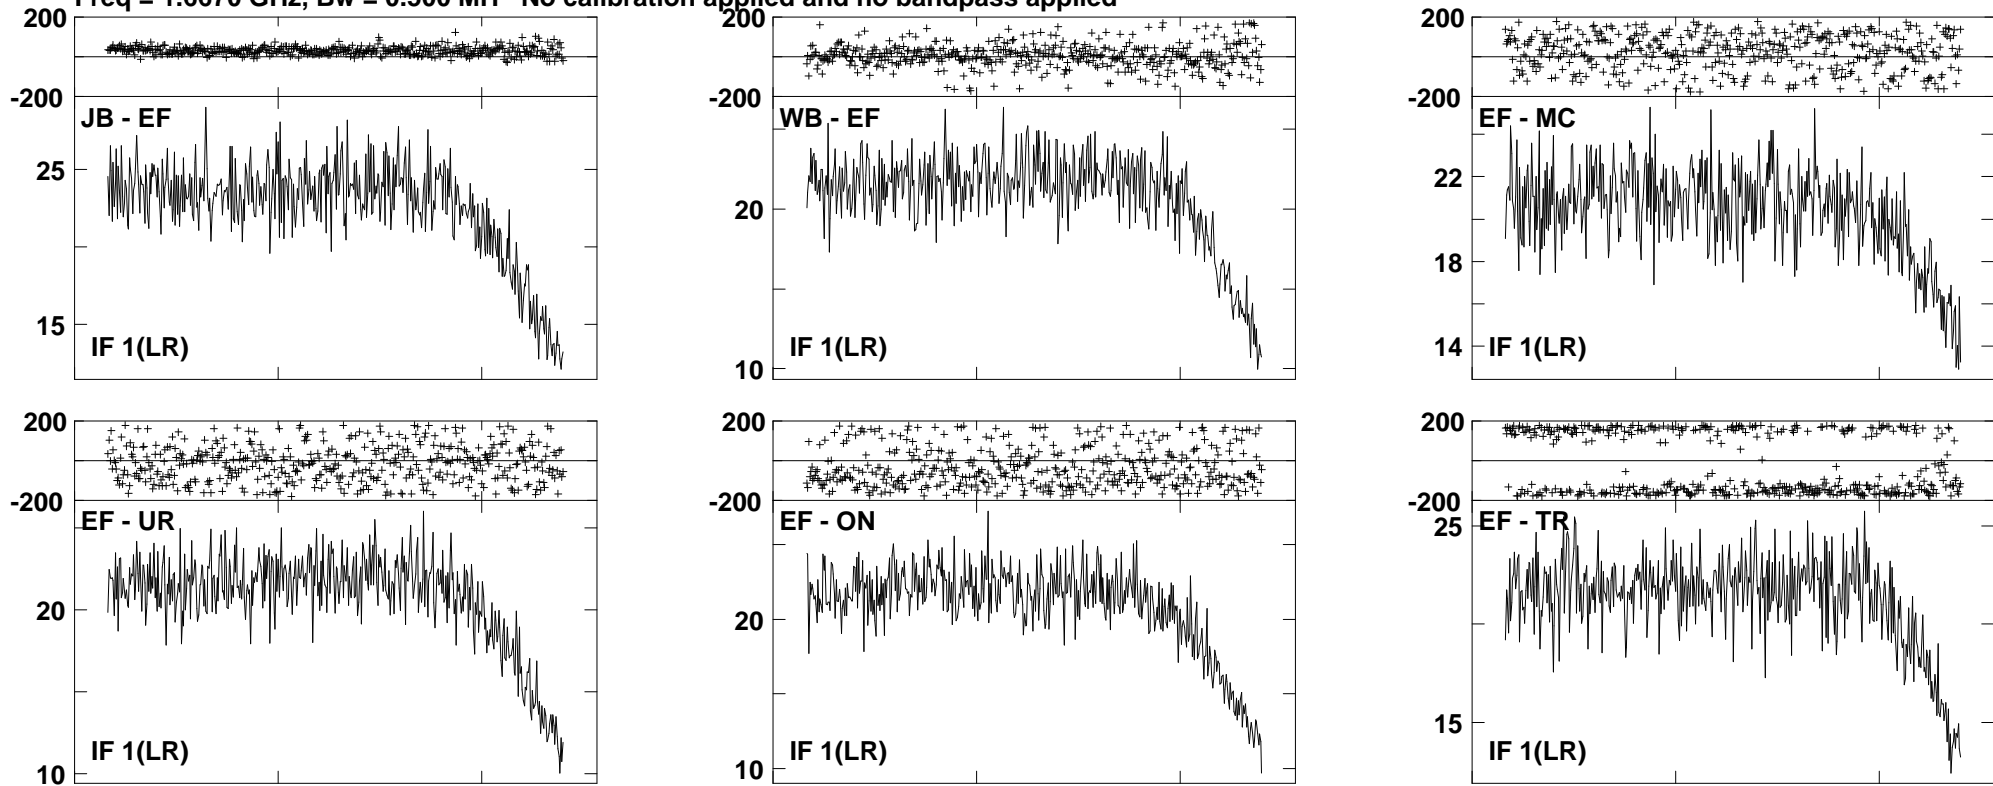 No calibration applied and no bandpass applied
200
-200
JB - EF
25
15
IF 1(LR)
200
-200
WB - EF
20
10
IF 1(LR)
200
-200
EF - MC
22
18
14
IF 1(LR)
200
-200
EF - UR
20
10
IF 1(LR)
200
-200
EF - ON
20
10
IF 1(LR)
200
-200
EF - TR
25
15
IF 1(LR)